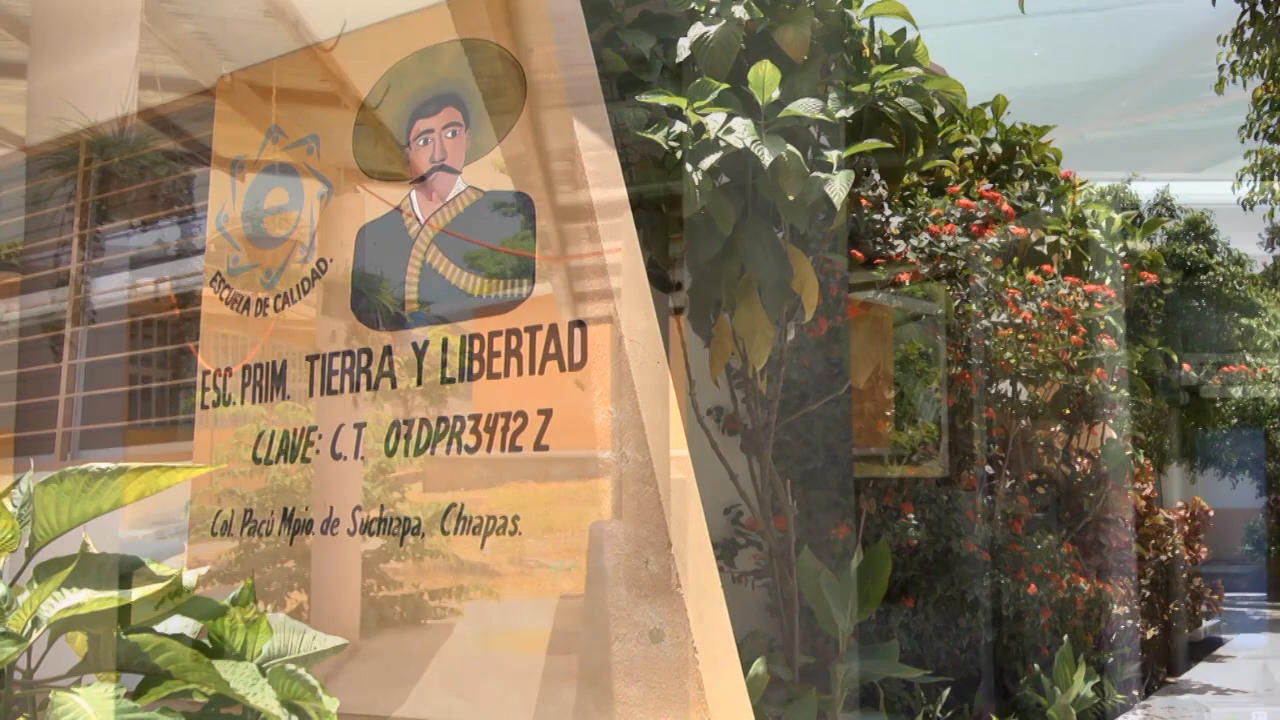 e
ESCUELA DE CALIDAD.
ESC. PRIM. TIERRA Y LIBERTAD
CLAVE: C.T. 07DPR3472 Z
Col. Pacú Mpio. de Suchiapa, Chiapas.